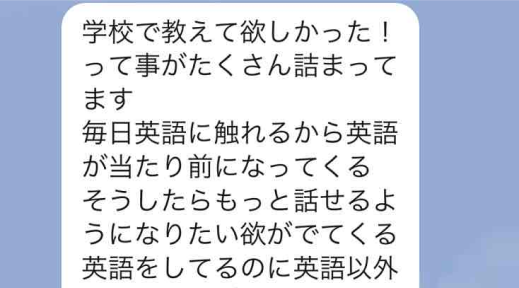 学校で教えて欲しかった！
って事がたくさん詰まって
ます
毎日英語に触れるから英語
が当たり前になってくる
そうしたらもっと話せるよ
うになりたい欲がでてくる
英語をしてるのに英語以外